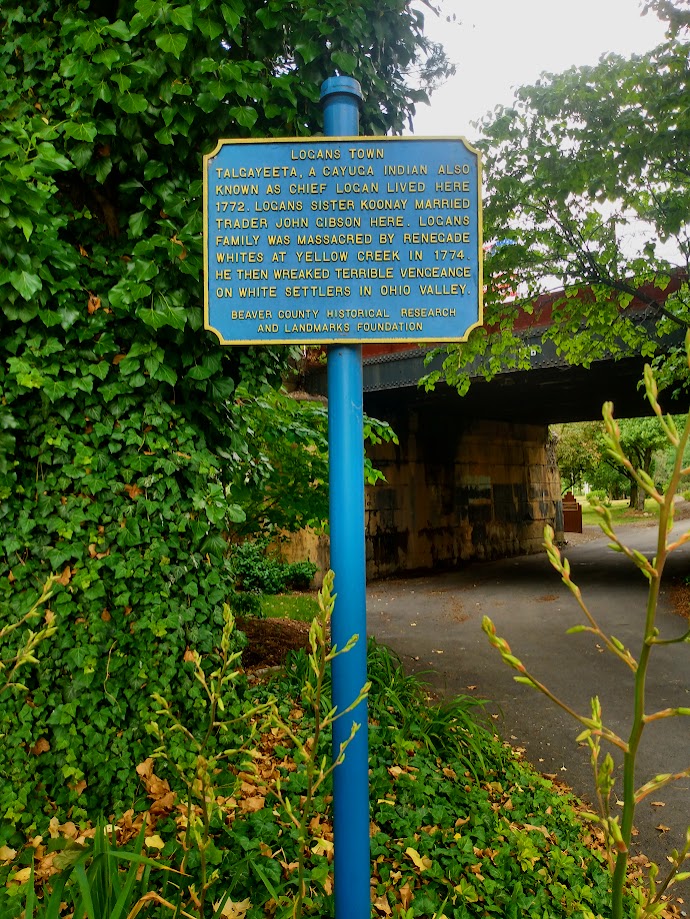 LOGANS TOWN
TALGAYEETA, A CAYUGA INDIAN ALSO
KNOWN AS CHIEF LOGAN LIVED HERE
1772. LOGANS SISTER KOONAY MARRIED
TRADER JOHN GIBSON HERE. LOGANS
FAMILY WAS MASSACRED BY RENEGADE
WHITES AT YELLOW CREEK IN 1774.
HE THEN WREAKED TERRIBLE VENGEANCE
ON WHITE SETTLERS IN OHIO VALLEY.
BEAVER COUNTY HISTORICAL RESEARCH
AND LANDMARKS FOUNDATION